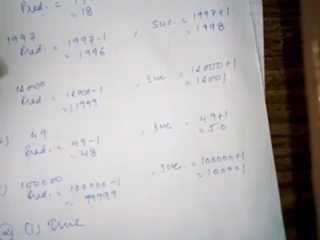 Pred. =
= 18
Suc. = 1997+1
= 1998
1997
Pred. = 1997-1
= 1996
12000
Pred. = 12000-1
= 11999
, Suc. = 12000+1
= 12001
49
Pred. = 49-1
= 48
, Suc. = 49+1
= 50
100000
Pred. = 100000-1
= 99999
, Suc. = 100000+1
= 100001
2) (i) True